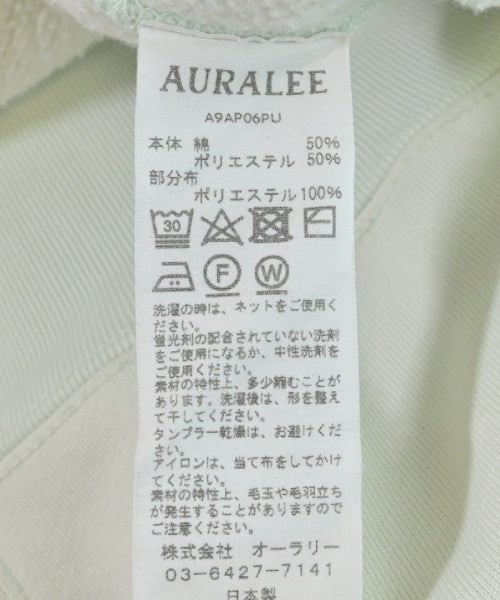 AURALEE
A9AP06PU
本体 綿 50%
ポリエステル 50%
部分布
ポリエステル 100%
30
F W
洗濯の時は、ネットをご使用く
ださい。
蛍光剤の配合されていない洗剤
をご使用になるか、中性洗剤を
ご使用ください。
素材の特性上、多少縮むことが
あります。洗濯後は、形を整え
て干してください。
タンブラー乾燥は、お避けくだ
さい。
アイロンは、当て布をしてかけ
てください。
素材の特性上、毛玉や毛羽立ち
が発生することがありますので
ご注意ください。
株式会社 オーラリー
03-6427-7141
日本製